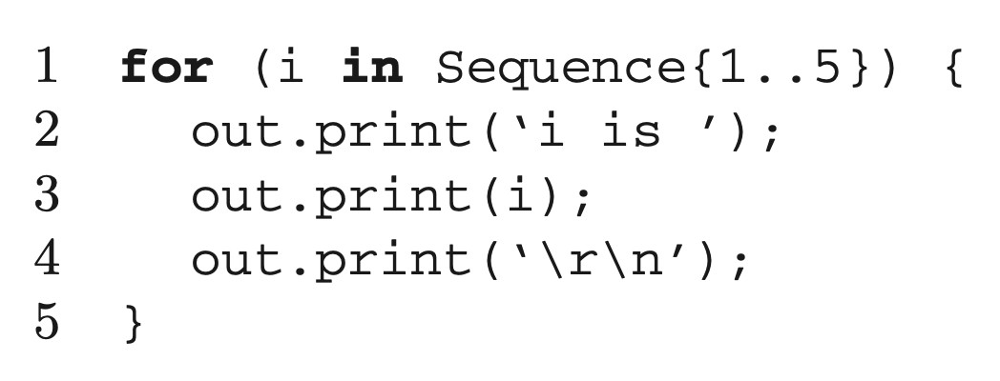 1 for (i in Sequence{1..5}) {
2 out.print(‘i is ’);
3 out.print(i);
4 out.print(‘\r\n’);
5 }